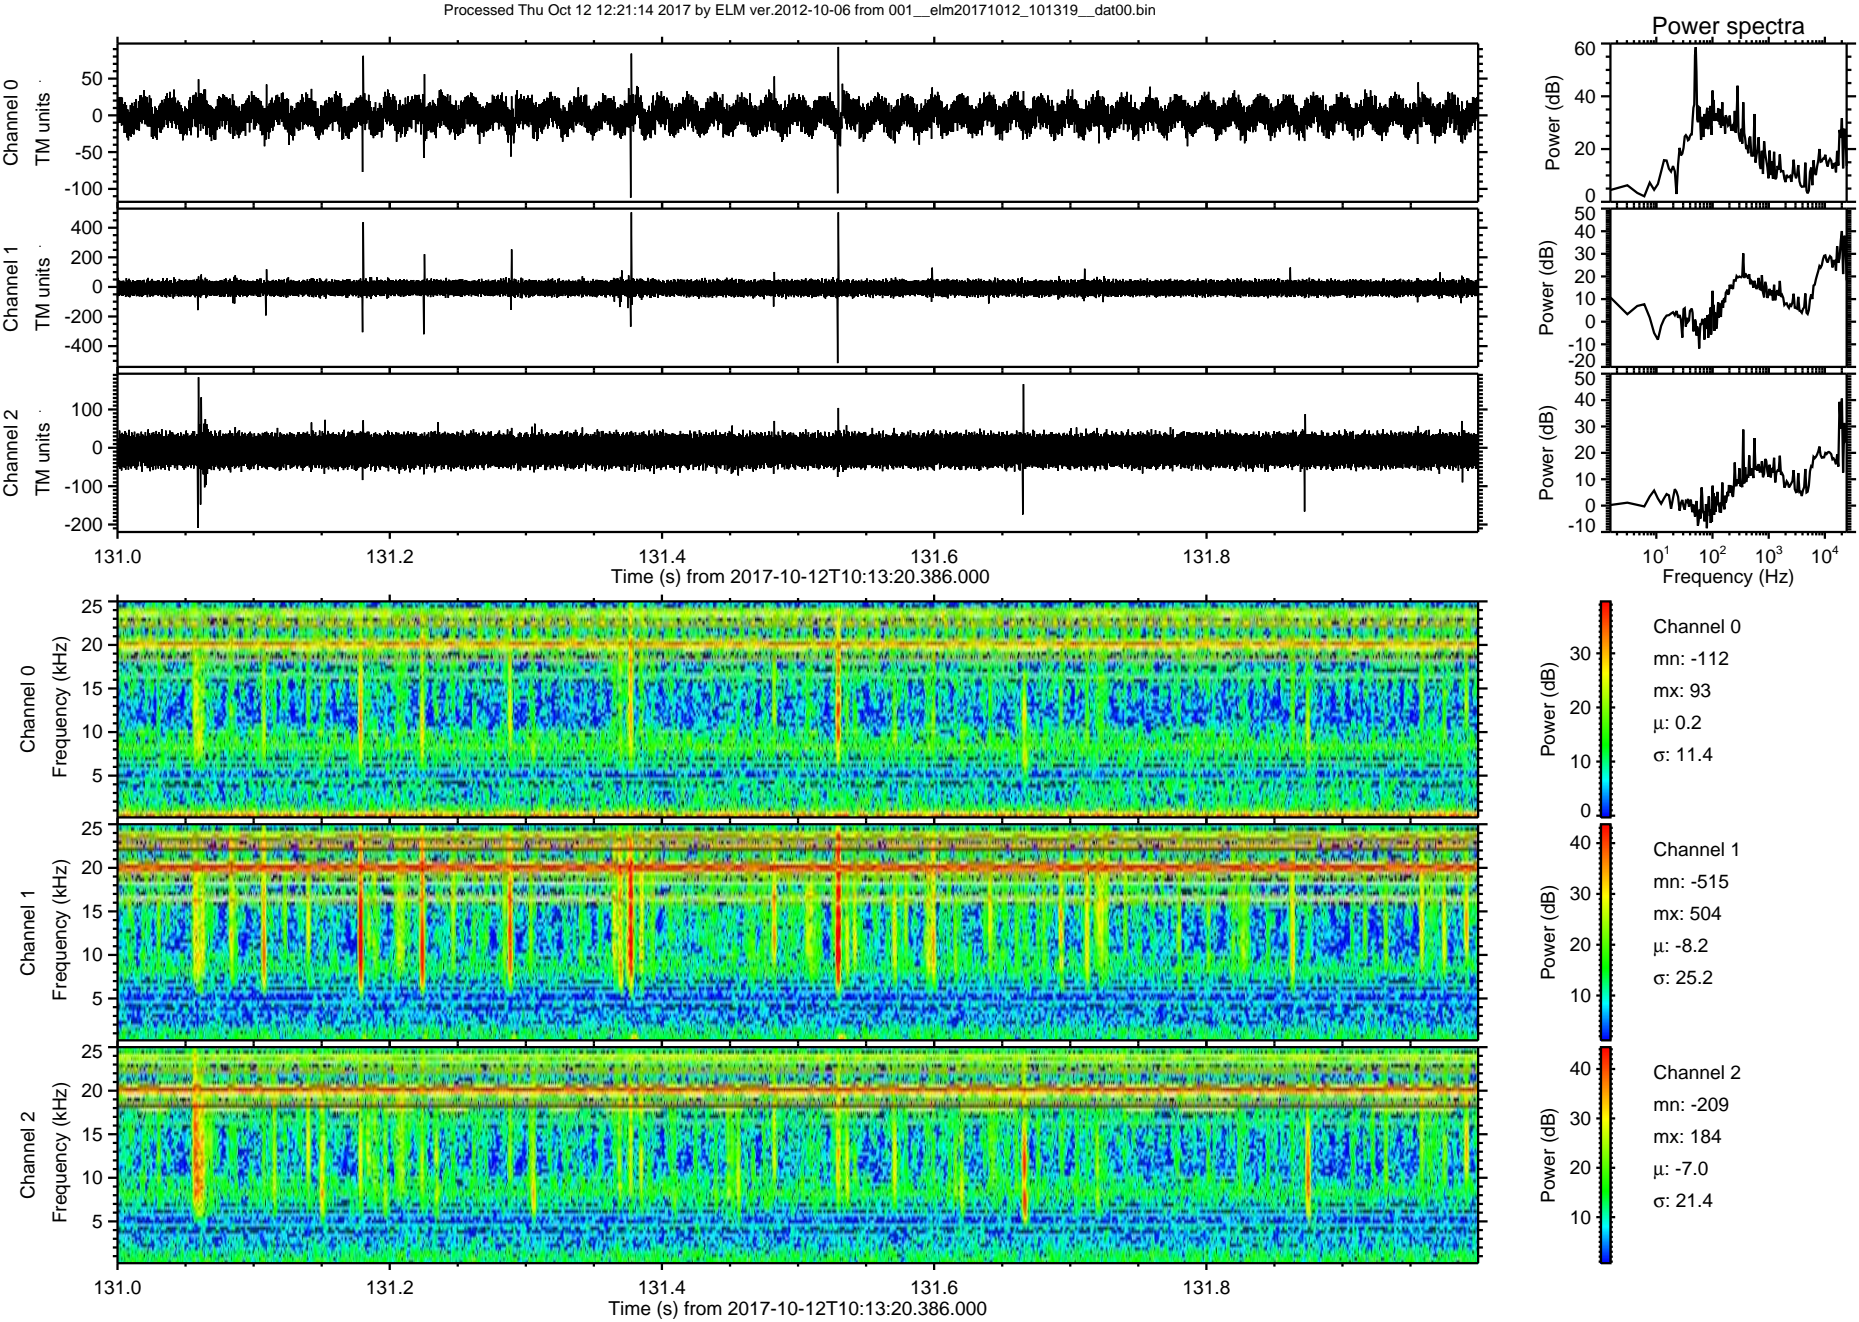 Processed Thu Oct 12 12:21:14 2017 by ELM ver.2012-10-06 from 001__elm20171012_101319__dat00.bin
Power spectra
Channel 0
TM units
50
0
-50
-100
Power (dB)
60
40
20
0
Channel 1
TM units
400
200
0
-200
-400
Power (dB)
50
40
30
20
10
0
-10
-20
Channel 2
TM units
100
0
-100
-200
Power (dB)
50
40
30
20
10
0
-10
131.0 131.2 131.4 131.6 131.8
Time (s) from 2017-10-12T10:13:20.386.000
10¹ 10² 10³ 10⁴
Frequency (Hz)
Channel 0
Frequency (kHz)
25
20
15
10
5
Power (dB)
30
20
10
0
Channel 0
mn: -112
mx: 93
μ: 0.2
σ: 11.4
Channel 1
Frequency (kHz)
25
20
15
10
5
Power (dB)
40
30
20
10
Channel 1
mn: -515
mx: 504
μ: -8.2
σ: 25.2
Channel 2
Frequency (kHz)
25
20
15
10
5
Power (dB)
40
30
20
10
Channel 2
mn: -209
mx: 184
μ: -7.0
σ: 21.4
131.0 131.2 131.4 131.6 131.8
Time (s) from 2017-10-12T10:13:20.386.000